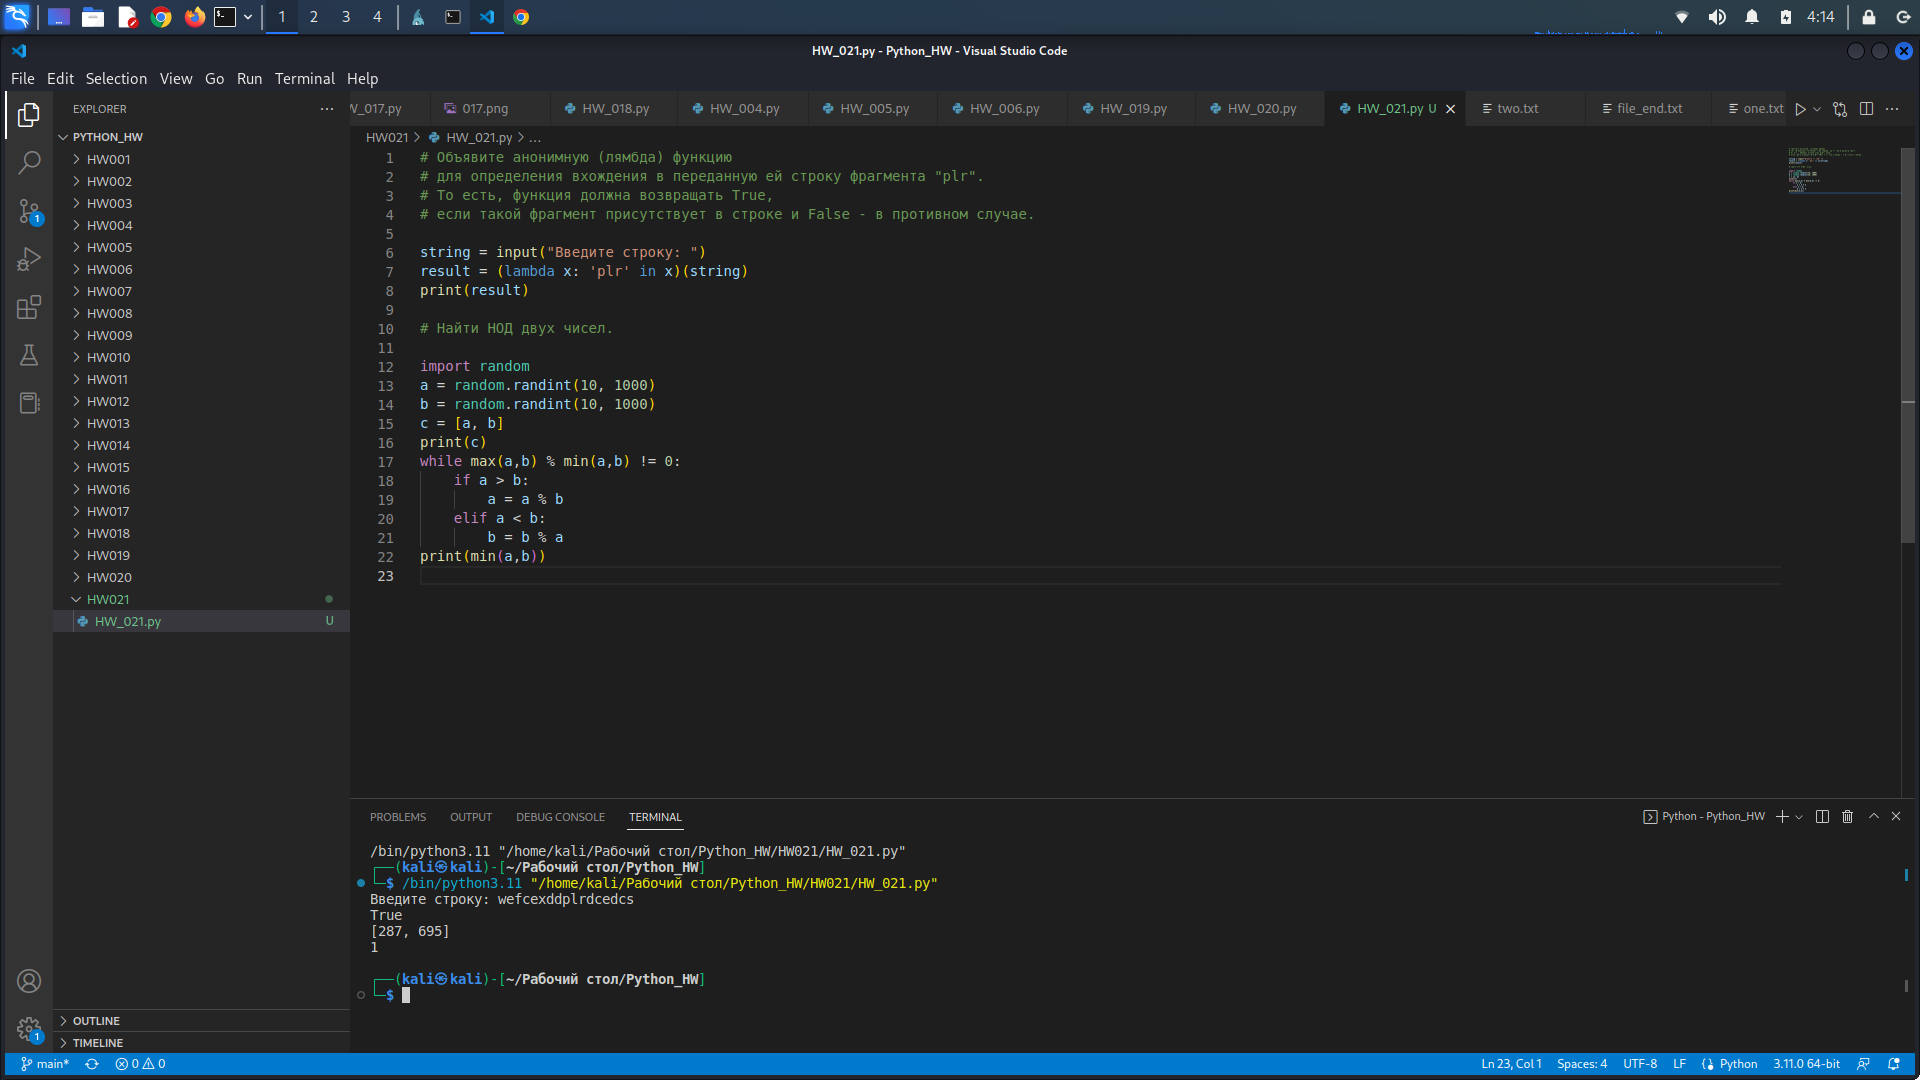 1 2 3 4 4:14
HW_021.py - Python_HW - Visual Studio Code
File Edit Selection View Go Run Terminal Help
EXPLORER
W_017.py 017.png HW_018.py HW_004.py HW_005.py HW_006.py HW_019.py HW_020.py HW_021.py U two.txt file_end.txt one.txt
PYTHON_HW
HW001
HW002
HW003
HW004
HW005
HW006
HW007
HW008
HW009
HW010
HW011
HW012
HW013
HW014
HW015
HW016
HW017
HW018
HW019
HW020
HW021
HW_021.py U
OUTLINE
TIMELINE
1
1
HW021 > HW_021.py > ...
1 # Объявите анонимную (лямбда) функцию
2 # для определения вхождения в переданную ей строку фрагмента "plr".
3 # То есть, функция должна возвращать True,
4 # если такой фрагмент присутствует в строке и False - в противном случае.
5
6 string = input("Введите строку: ")
7 result = (lambda x: 'plr' in x)(string)
8 print(result)
9
10 # Найти НОД двух чисел.
11
12 import random
13 a = random.randint(10, 1000)
14 b = random.randint(10, 1000)
15 c = [a, b]
16 print(c)
17 while max(a,b) % min(a,b) != 0:
18 if a > b:
19 a = a % b
20 elif a < b:
21 b = b % a
22 print(min(a,b))
23
PROBLEMS OUTPUT DEBUG CONSOLE TERMINAL Python - Python_HW
/bin/python3.11 "/home/kali/Рабочий стол/Python_HW/HW021/HW_021.py"
┌──(kali㉿kali)-[~/Рабочий стол/Python_HW]
└─$ /bin/python3.11 "/home/kali/Рабочий стол/Python_HW/HW021/HW_021.py"
Введите строку: wefcexddplrdcedcs
True
[287, 695]
1
┌──(kali㉿kali)-[~/Рабочий стол/Python_HW]
└─$
main* 0 0 Ln 23, Col 1 Spaces: 4 UTF-8 LF Python 3.11.0 64-bit